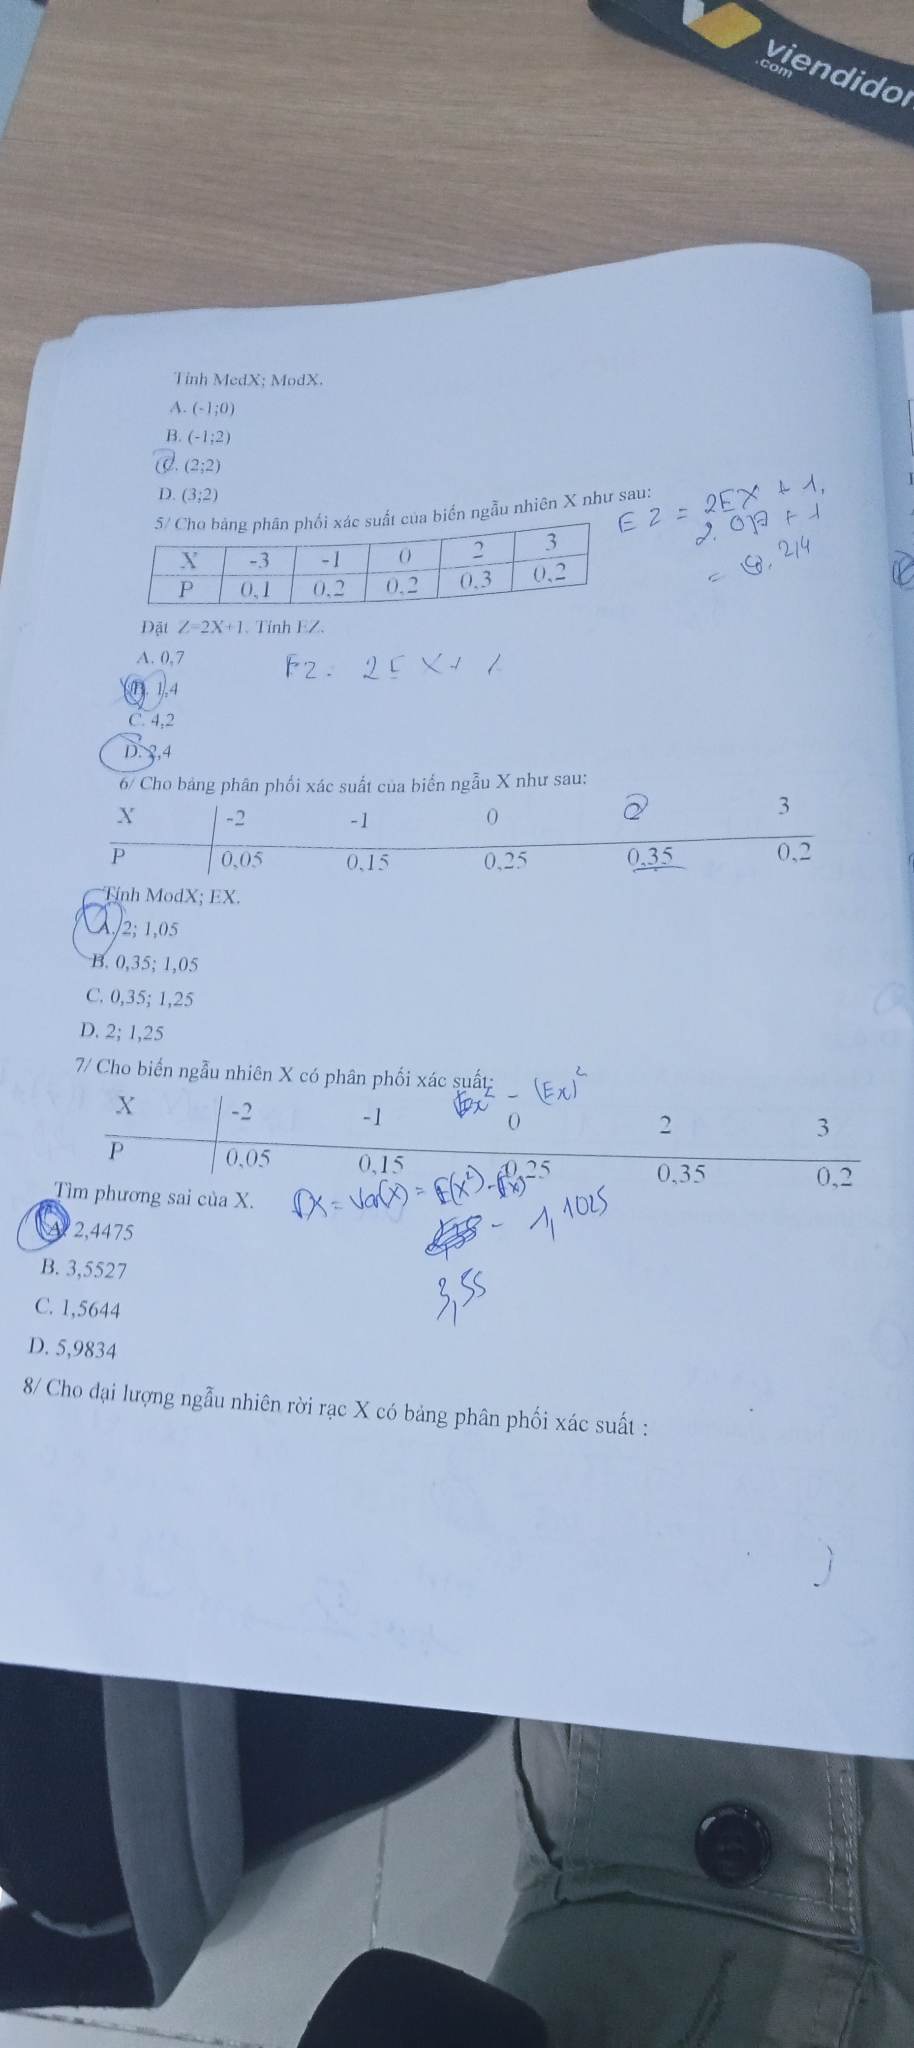 viendidon
.com
Tính MedX; ModX.
A. (-1;0)
B. (-1;2)
C. (2;2)
D. (3;2)
5/ Cho bảng phân phối xác suất của biến ngẫu nhiên X như sau:
EZ = 2EX + 1.
2. 0,7 + 1
= 2,4
X -3 -1 0 2 3
P 0,1 0,2 0,2 0,3 0,2
Đặt Z=2X+1. Tính EZ.
A. 0,7
EZ = 2EX + 1
B. 1,4
C. 4,2
D. 2,4
6/ Cho bảng phân phối xác suất của biến ngẫu X như sau:
X -2 -1 0 2 3
P 0,05 0,15 0,25 0,35 0,2
Tính ModX; EX.
A. 2; 1,05
B. 0,35; 1,05
C. 0,35; 1,25
D. 2; 1,25
7/ Cho biến ngẫu nhiên X có phân phối xác suất:
Ex² - (Ex)²
X -2 -1 0 2 3
P 0,05 0,15 0,25 0,35 0,2
Tìm phương sai của X.
DX = Var(X) = E(X²) - (EX)²
- 1,1025
A. 2,4475
3,55
B. 3,5527
C. 1,5644
D. 5,9834
8/ Cho đại lượng ngẫu nhiên rời rạc X có bảng phân phối xác suất :